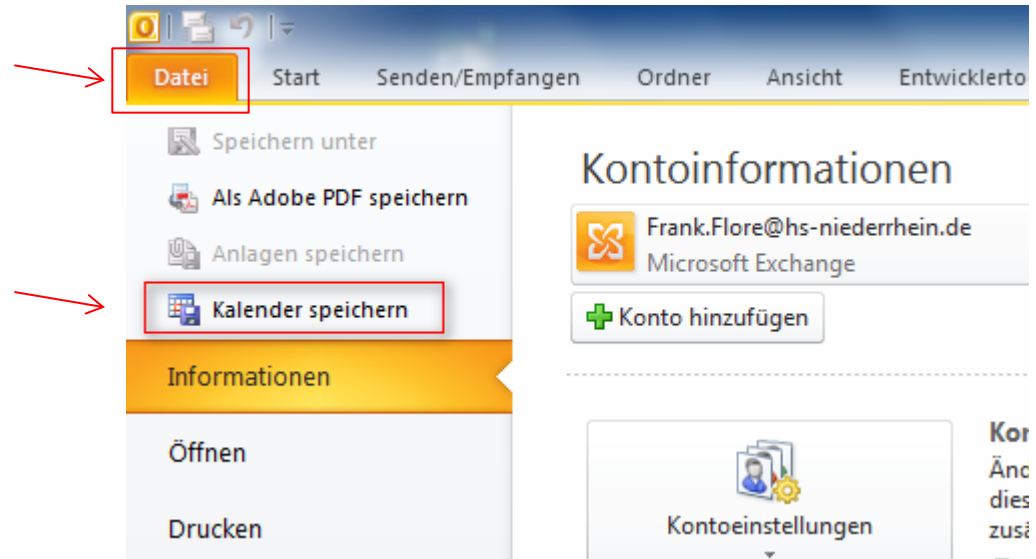 Datei Start Senden/Empfangen Ordner Ansicht
Speichern unter
Als Adobe PDF speichern
Anlagen speichern
Kalender speichern
Informationen
Öffnen
Drucken
Kontoinformationen
Frank.Flore@hs-niederrhein.de
Microsoft Exchange
Konto hinzufügen
Kontoeinstellungen